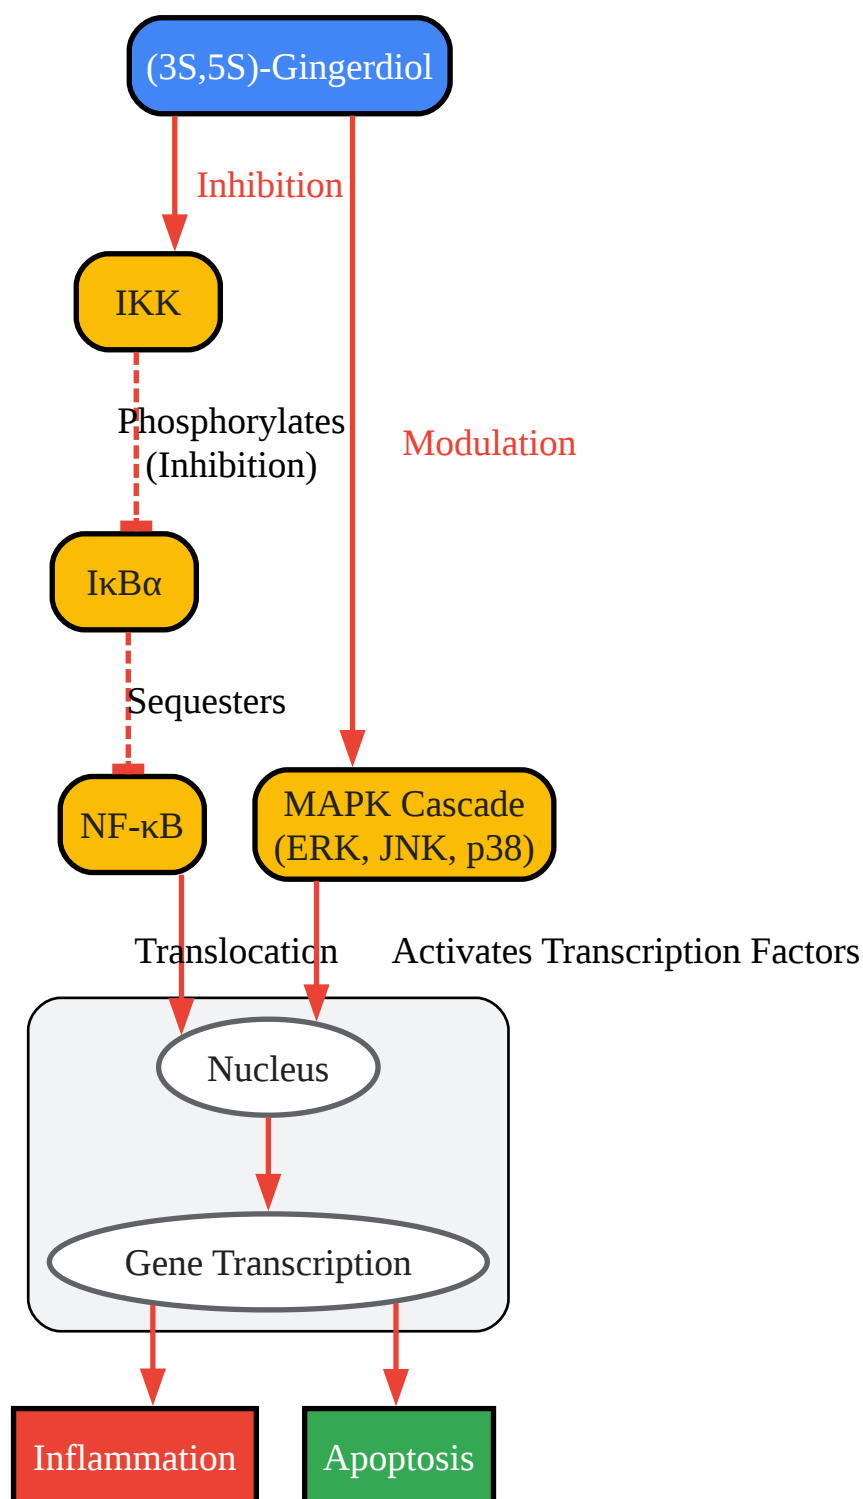 (3S,5S)-Gingerdiol
Inhibition
IKK
Phosphorylates
(Inhibition)
Modulation
IκBα
Sequesters
NF-κB
MAPK Cascade
(ERK, JNK, p38)
Translocation
Activates Transcription Factors
Nucleus
Gene Transcription
Inflammation
Apoptosis